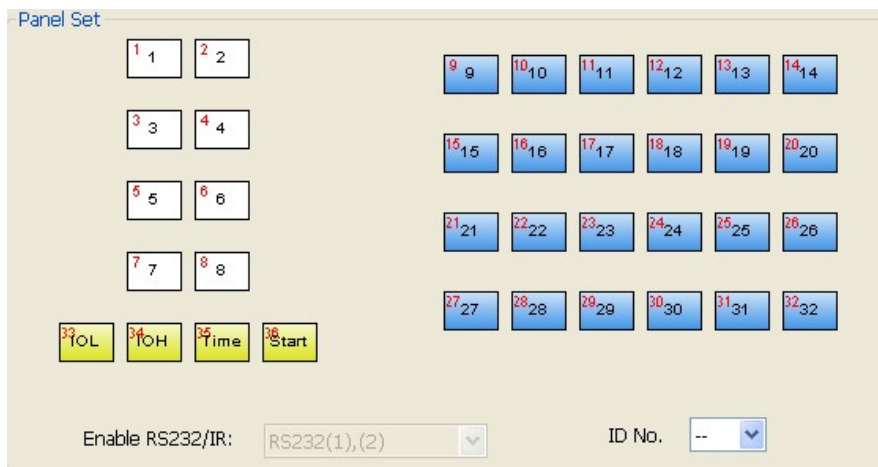 Panel Set
1 1 2 2
9 9 10 10 11 11 12 12 13 13 14 14
3 3 4 4
15 15 16 16 17 17 18 18 19 19 20 20
5 5 6 6
21 21 22 22 23 23 24 24 25 25 26 26
7 7 8 8
27 27 28 28 29 29 30 30 31 31 32 32
33 IOL 34 IOH 35 Time 36 Start
Enable RS232/IR: RS232(1),(2) ID No. --